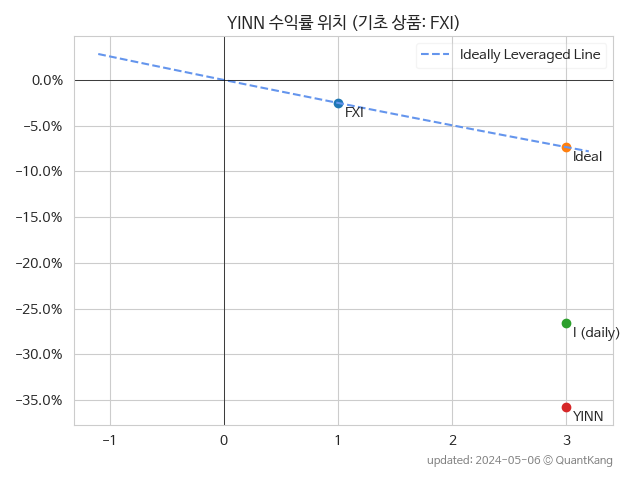 YINN 수익률 위치 (기초 상품: FXI)
Ideally Leveraged Line
0.0%
FXI
−5.0%
Ideal
−10.0%
−15.0%
−20.0%
−25.0%
I (daily)
−30.0%
−35.0%
YINN
−1 0 1 2 3
updated: 2024-05-06 © QuantKang